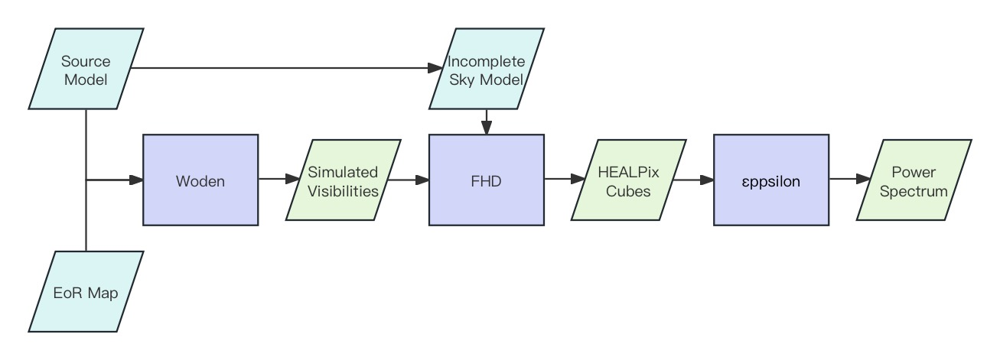 Source
Model
Incomplete
Sky Model
Woden
Simulated
Visibilities
FHD
HEALPix
Cubes
εppsilon
Power
Spectrum
EoR Map